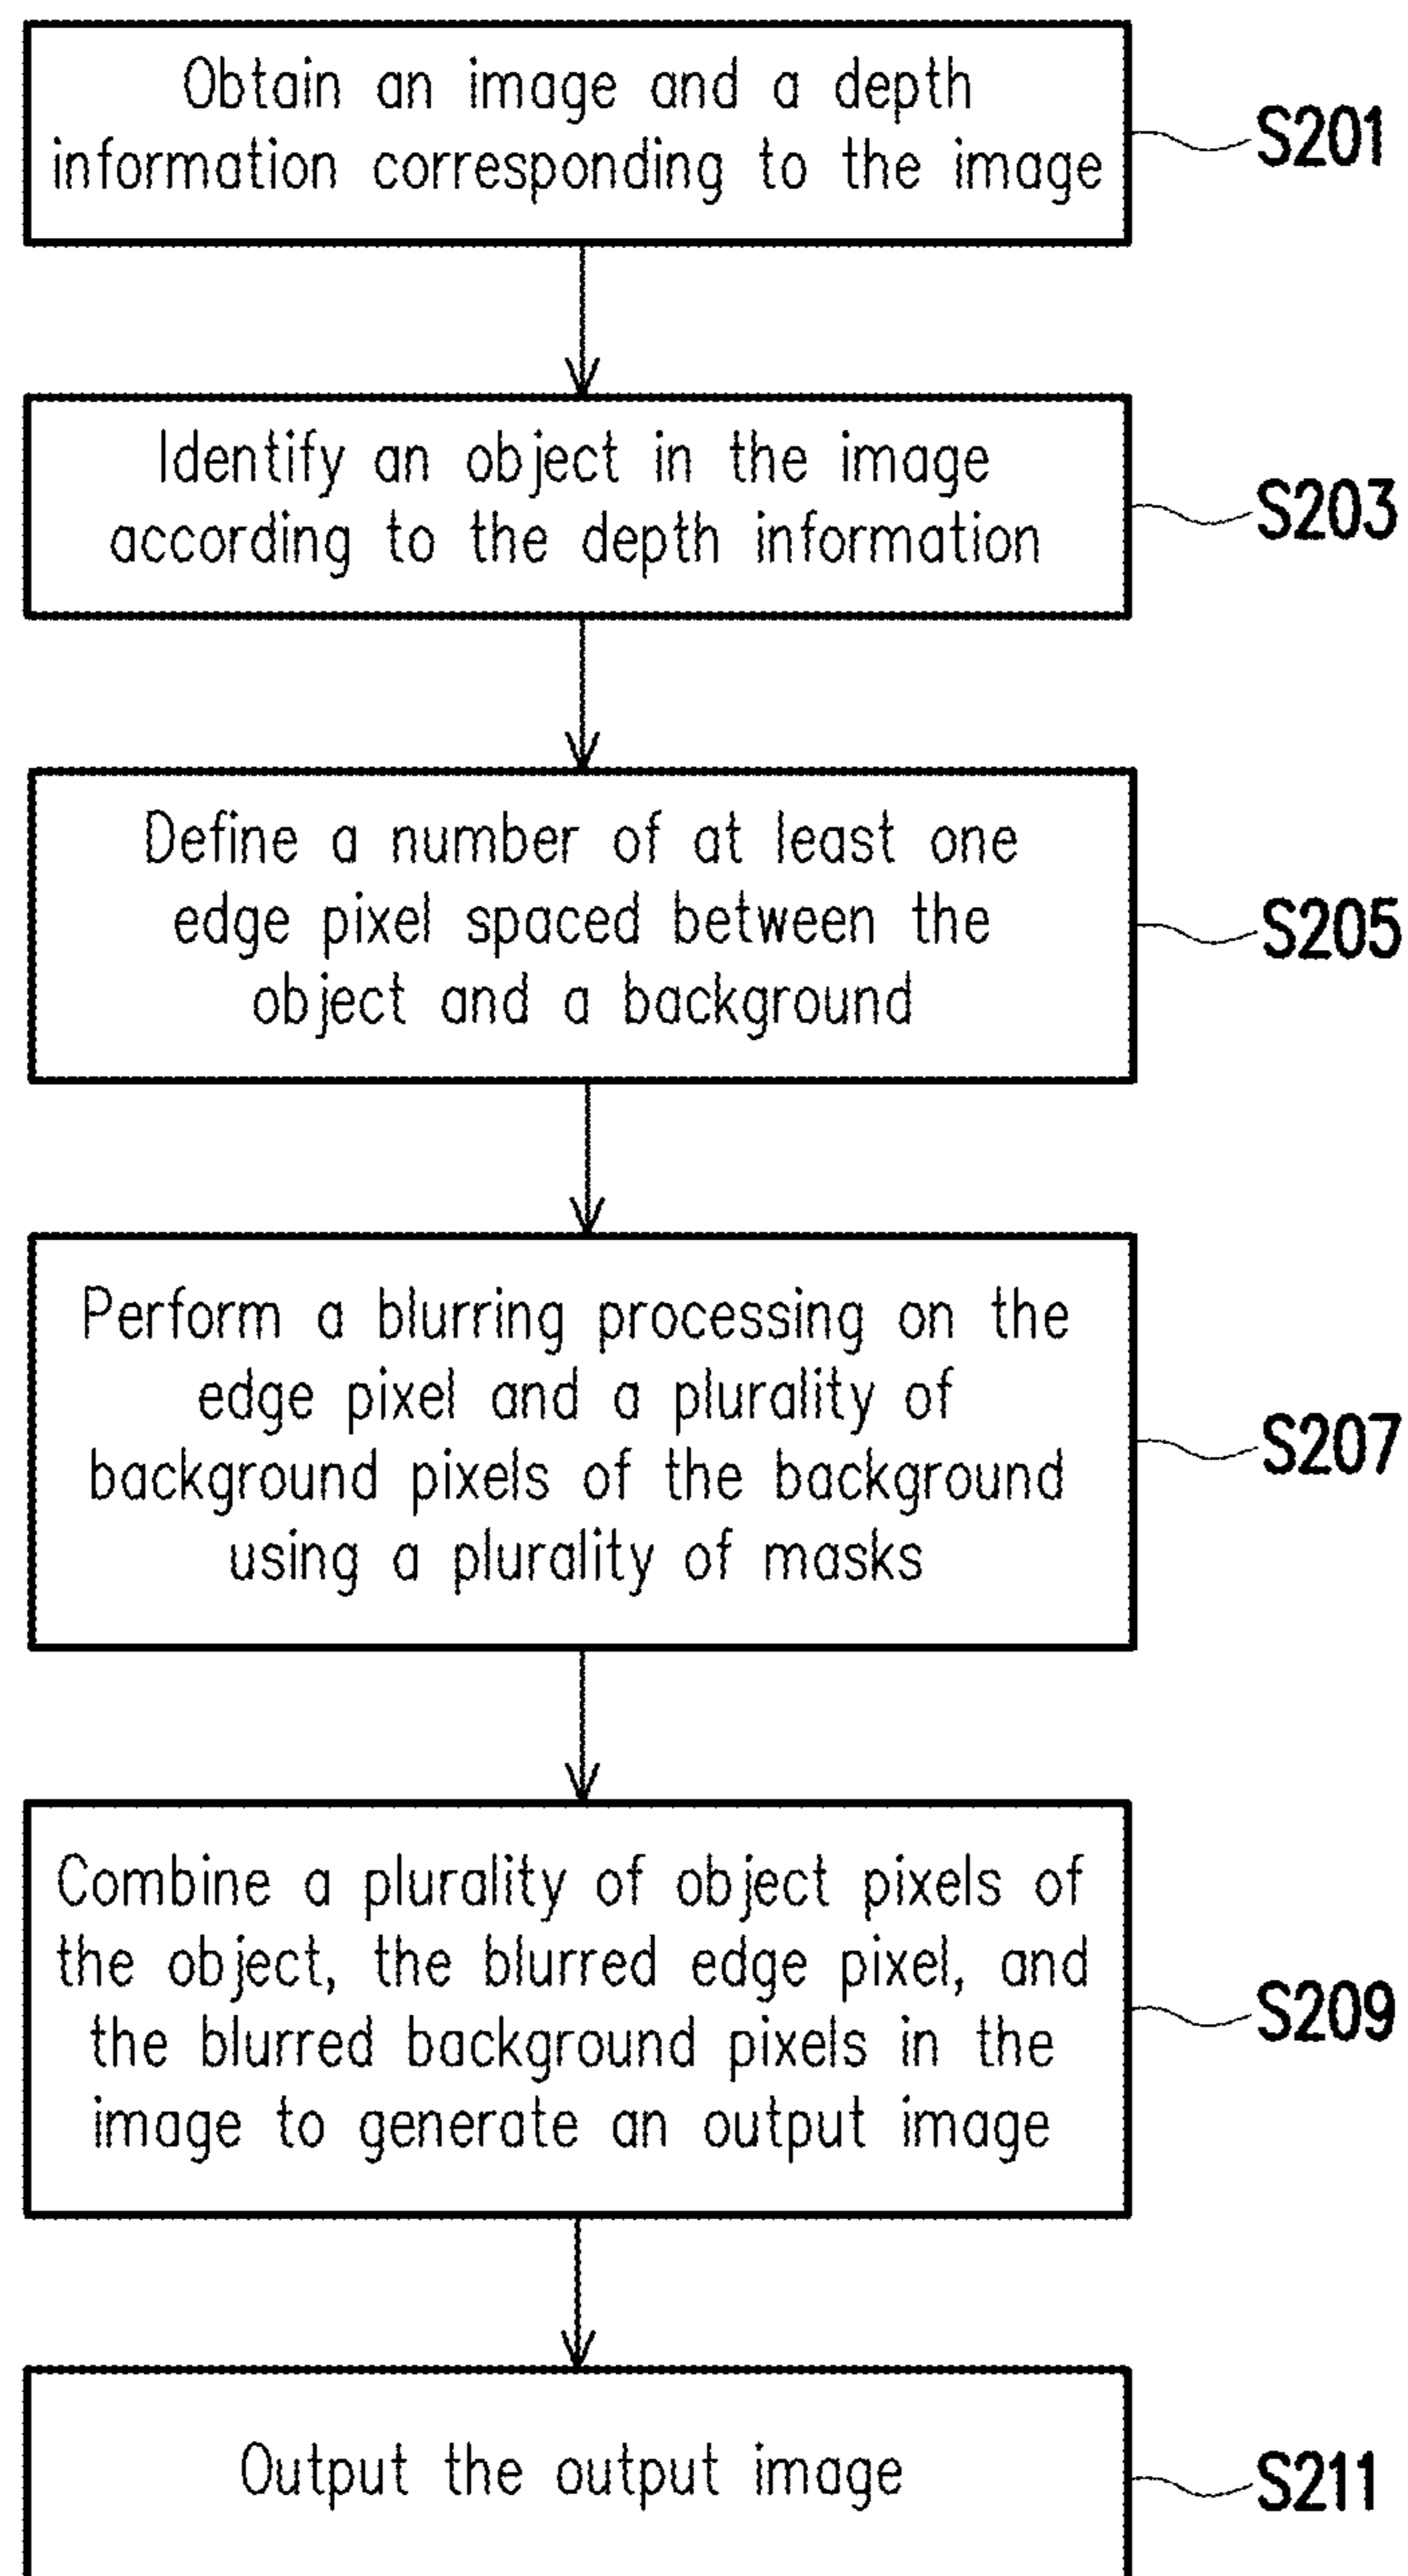 Obtain an image and a depth
information corresponding to the image
S201
Identify an object in the image
according to the depth information
S203
Define a number of at least one
edge pixel spaced between the
object and a background
S205
Perform a blurring processing on the
edge pixel and a plurality of
background pixels of the background
using a plurality of masks
S207
Combine a plurality of object pixels of
the object, the blurred edge pixel, and
the blurred background pixels in the
image to generate an output image
S209
Output the output image
S211